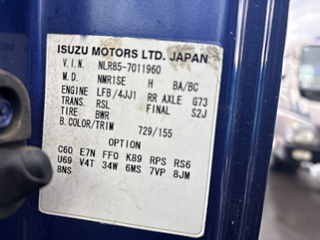 ISUZU MOTORS LTD. JAPAN
V.I.N. NLR85-7011960
M.D. NMR1SE H BA/BC
ENGINE LFB/4JJ1 RR AXLE G73
TRANS. RSL FINAL S2J
TIRE BWR
B.COLOR/TRIM 729/155
OPTION
C60 E7N FF0 K89 RPS RS6
U69 V4T 34W 6MS 7VP 8JM
8NS